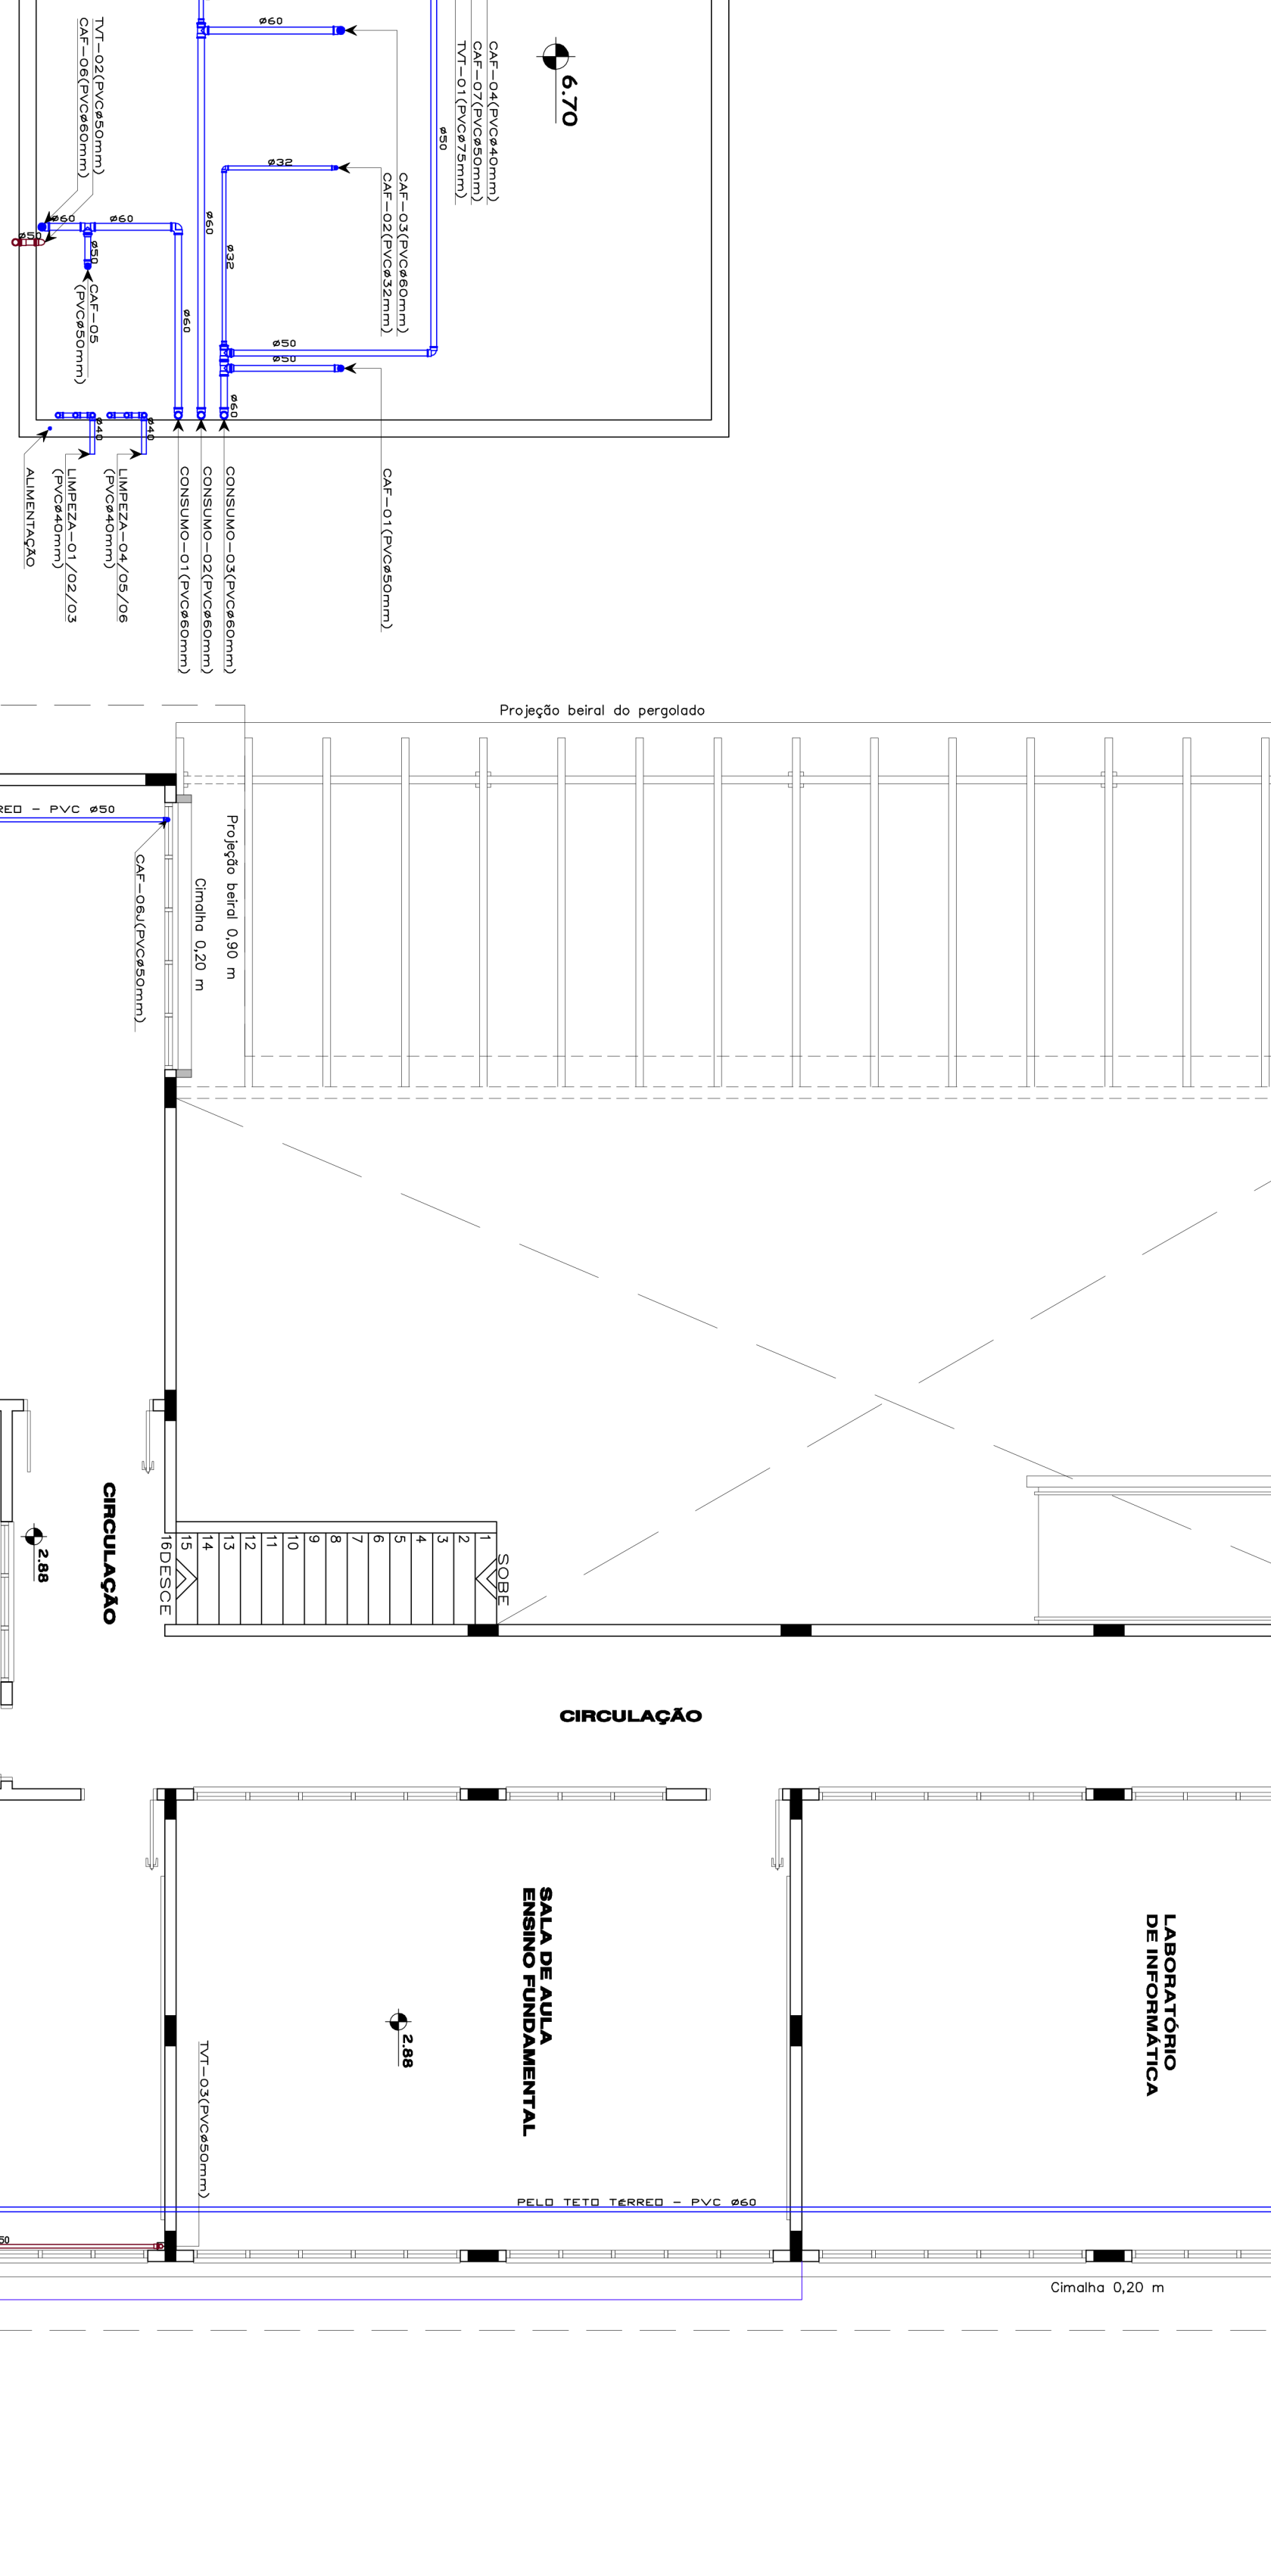 Ø60
6.70
CAF-04(PVCØ40mm)
CAF-07(PVCØ50mm)
TVT-01(PVCØ75mm)
TVT-02(PVCØ50mm)
CAF-06(PVCØ60mm)
Ø50
Ø32
CAF-03(PVCØ60mm)
CAF-02(PVCØ32mm)
Ø60
Ø60
Ø60
Ø32
Ø50
Ø50
CAF-05
(PVCØ50mm)
Ø60
Ø50
Ø50
Ø60
Ø40
Ø40
CAF-01(PVCØ50mm)
CONSUMO-03(PVCØ60mm)
CONSUMO-02(PVCØ60mm)
CONSUMO-01(PVCØ60mm)
LIMPEZA-04/05/06
(PVCØ40mm)
LIMPEZA-01/02/03
(PVCØ40mm)
ALIMENTAÇÃO
Projeção beiral do pergolado
REO - PVC Ø50
CAF-06J(PVCØ50mm)
Projeção beiral 0,90 m
Cimalha 0,20 m
CIRCULAÇÃO
2.88
16 15 14 13 12 11 10 9 8 7 6 5 4 3 2 1
DESCE
SOBE
CIRCULAÇÃO
SALA DE AULA
ENSINO FUNDAMENTAL
2.88
LABORATÓRIO
DE INFORMÁTICA
TVT-03(PVCØ50mm)
PELO TETO TÉRREO - PVC Ø60
50
Cimalha 0,20 m